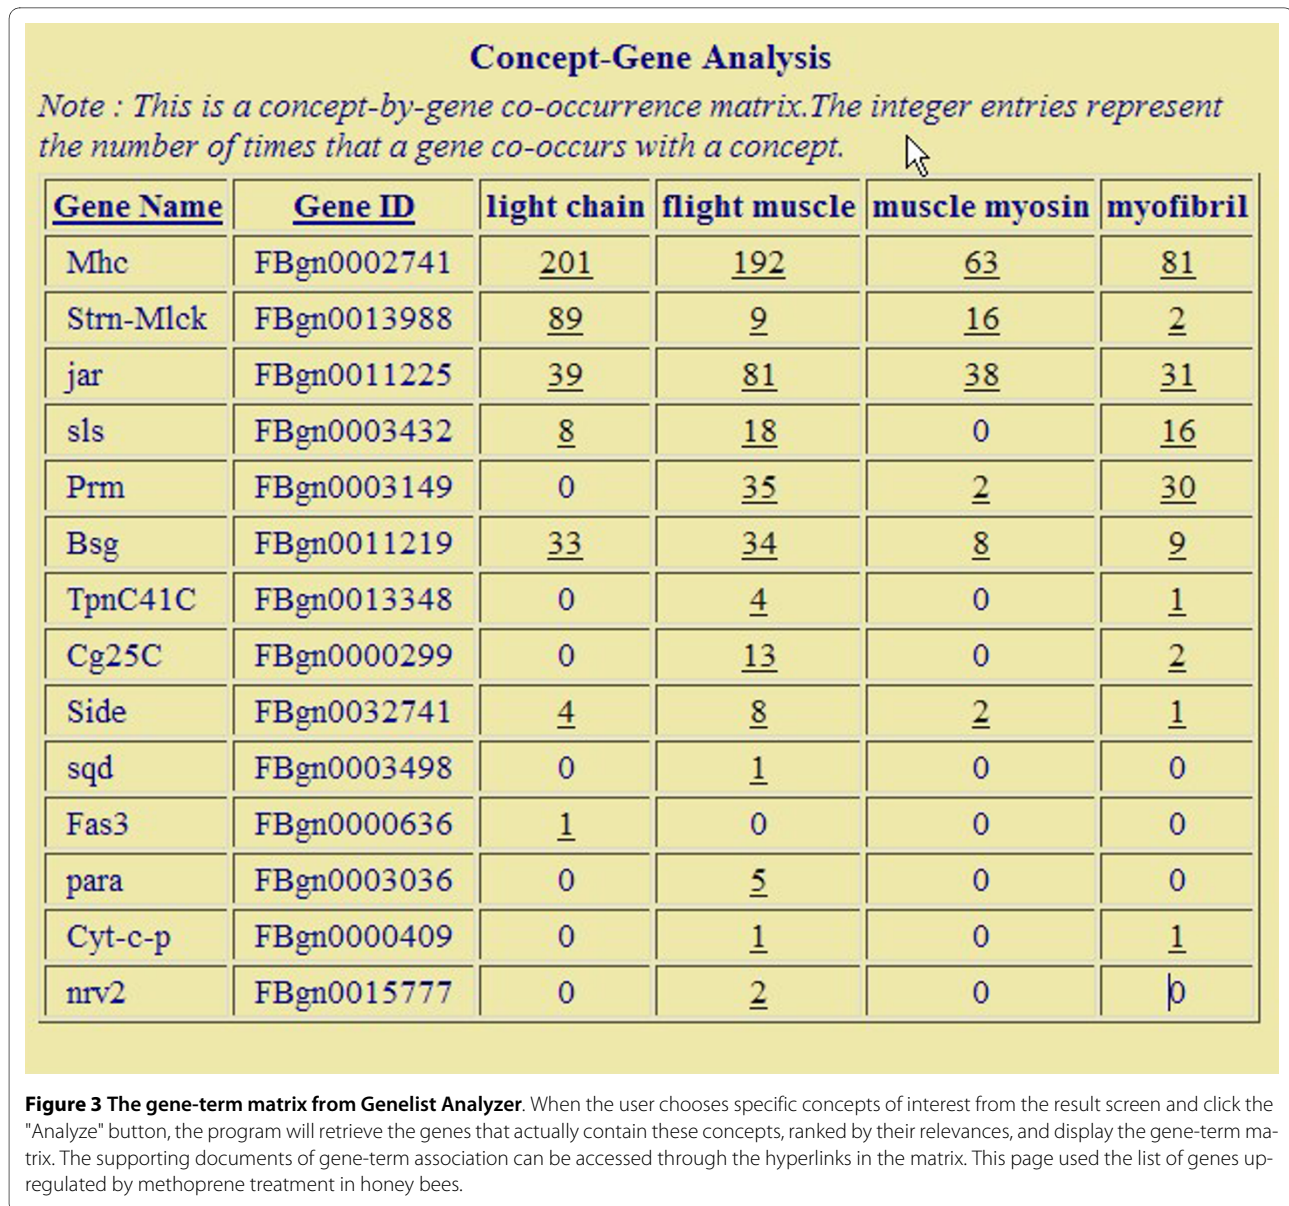 Concept-Gene Analysis
Note : This is a concept-by-gene co-occurrence matrix.The integer entries represent
the number of times that a gene co-occurs with a concept.
Gene Name Gene ID light chain flight muscle muscle myosin myofibril
Mhc FBgn0002741 201 192 63 81
Strn-Mlck FBgn0013988 89 9 16 2
jar FBgn0011225 39 81 38 31
sls FBgn0003432 8 18 0 16
Prm FBgn0003149 0 35 2 30
Bsg FBgn0011219 33 34 8 9
TpnC41C FBgn0013348 0 4 0 1
Cg25C FBgn0000299 0 13 0 2
Side FBgn0032741 4 8 2 1
sqd FBgn0003498 0 1 0 0
Fas3 FBgn0000636 1 0 0 0
para FBgn0003036 0 5 0 0
Cyt-c-p FBgn0000409 0 1 0 1
nrv2 FBgn0015777 0 2 0 0
Figure 3 The gene-term matrix from Genelist Analyzer. When the user chooses specific concepts of interest from the result screen and click the
"Analyze" button, the program will retrieve the genes that actually contain these concepts, ranked by their relevances, and display the gene-term ma-
trix. The supporting documents of gene-term association can be accessed through the hyperlinks in the matrix. This page used the list of genes up-
regulated by methoprene treatment in honey bees.